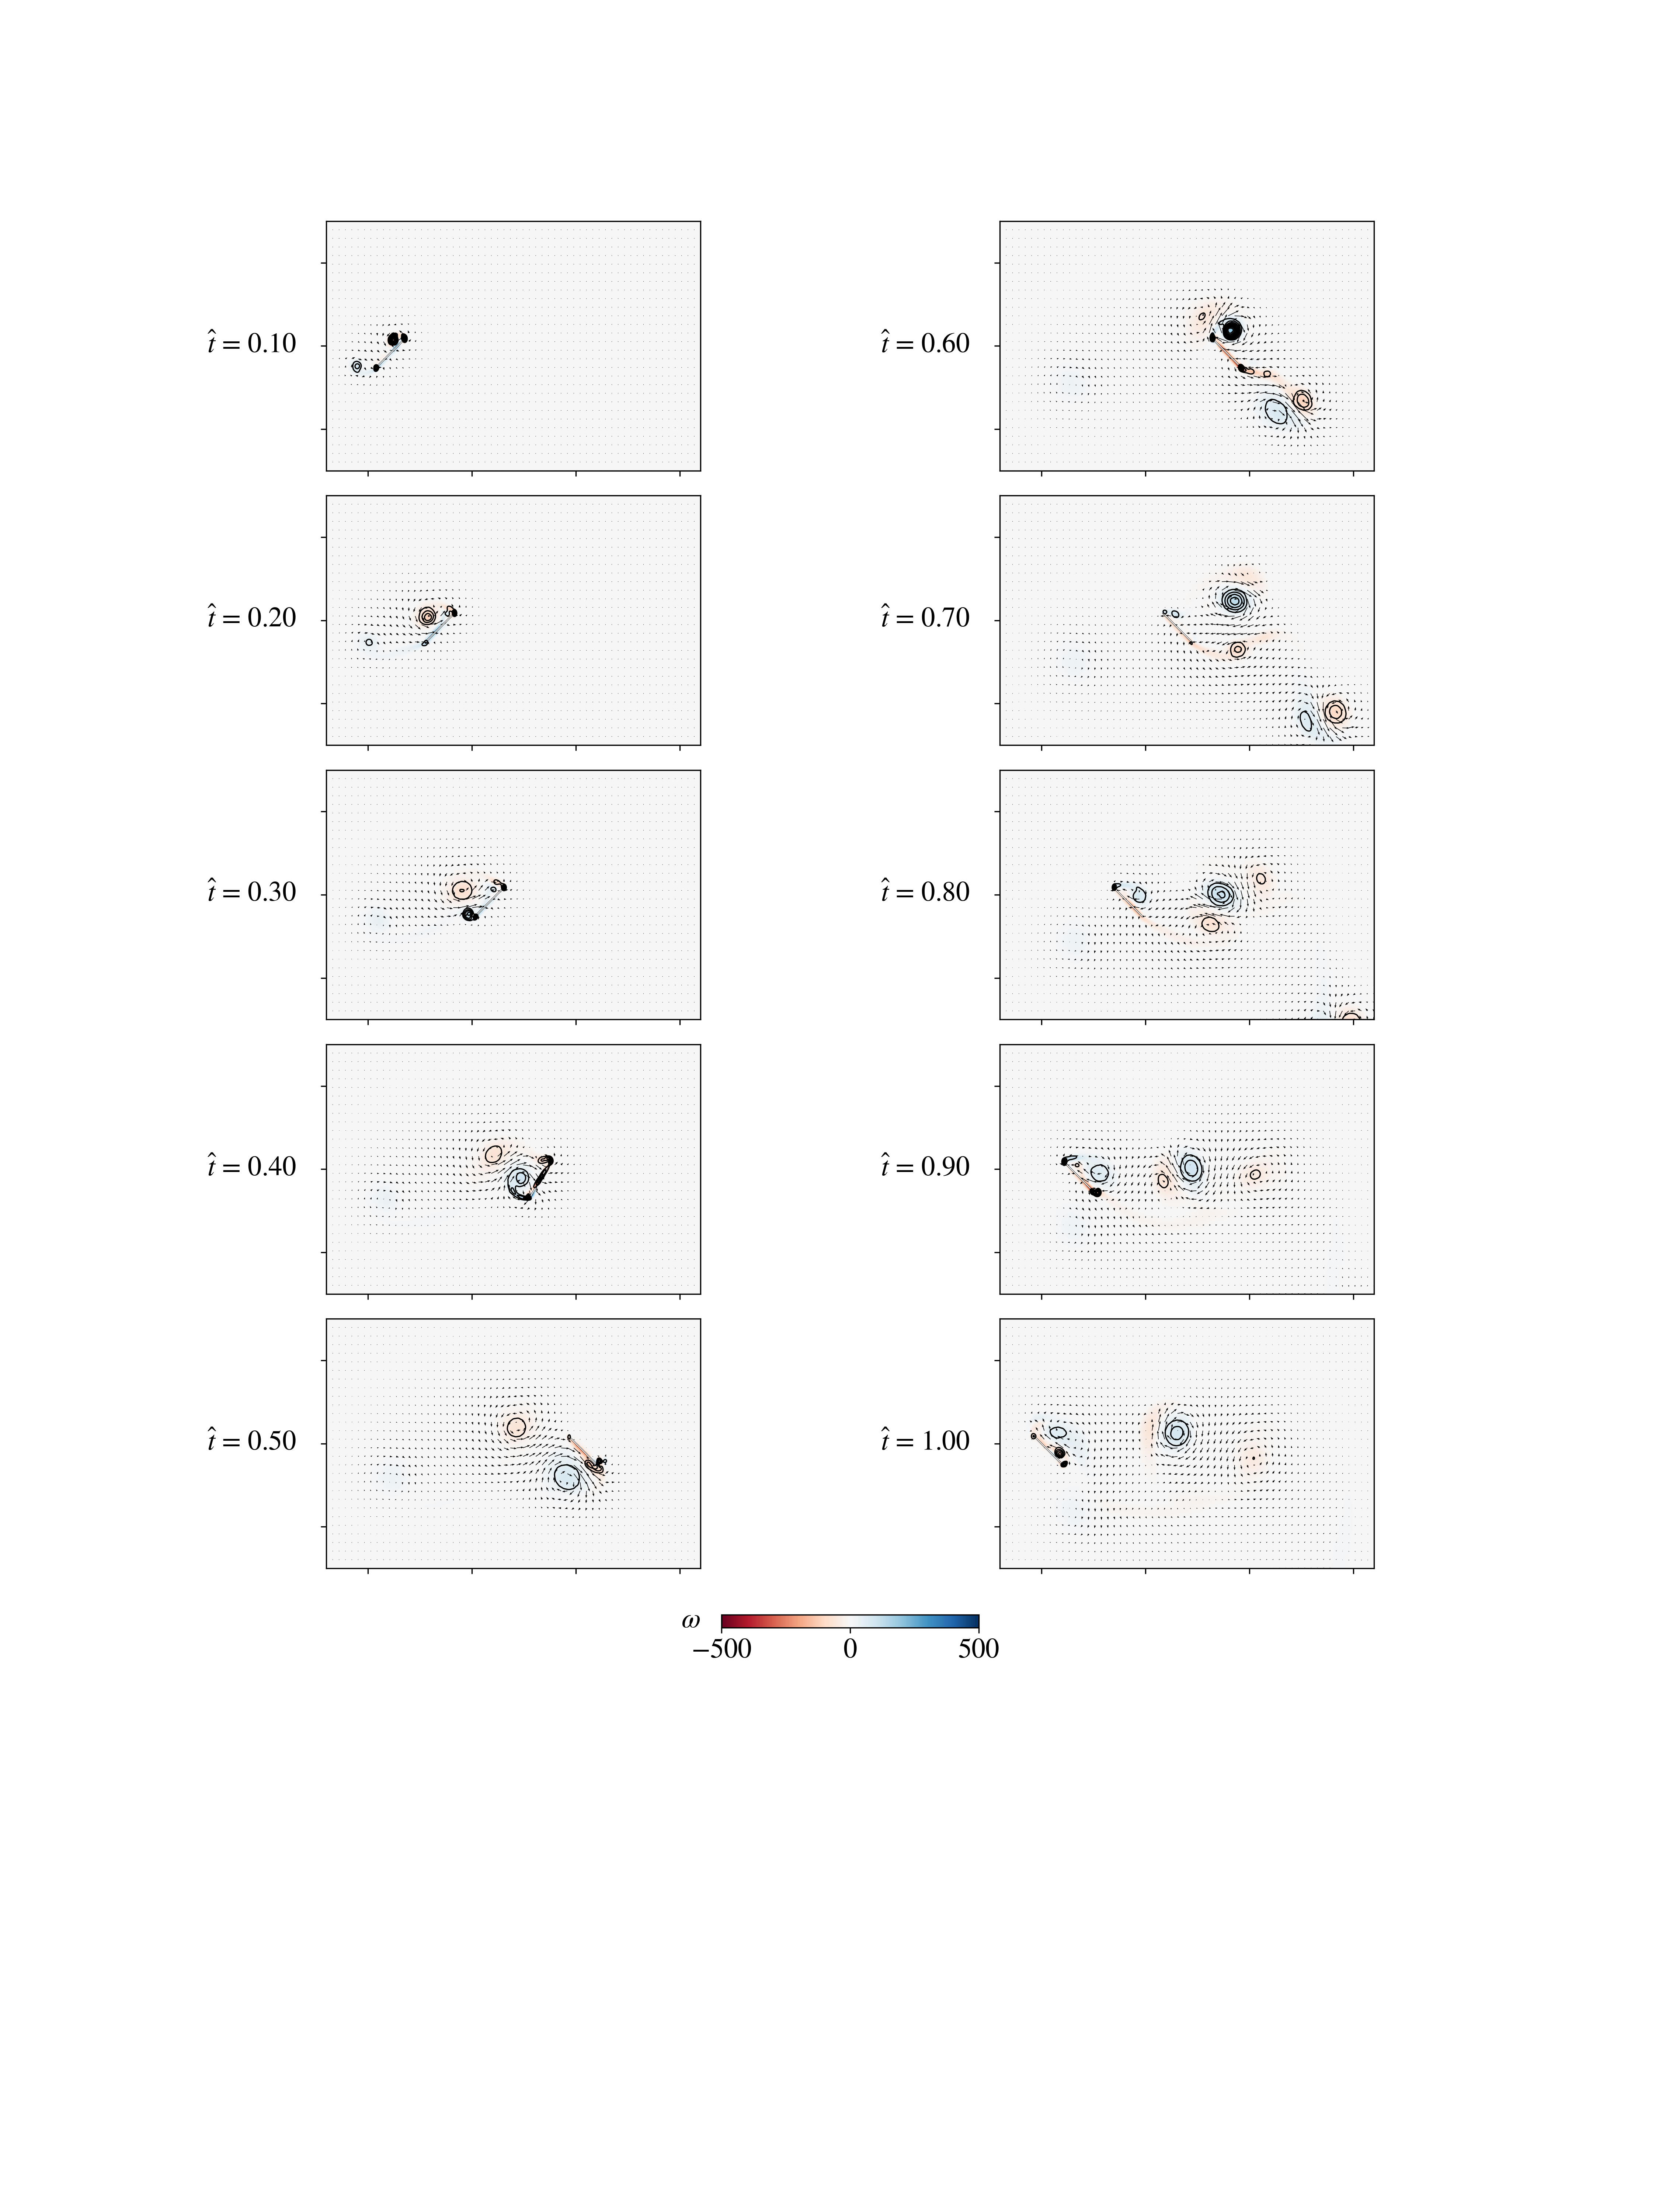 t̂ = 0.10
t̂ = 0.60
t̂ = 0.20
t̂ = 0.70
t̂ = 0.30
t̂ = 0.80
t̂ = 0.40
t̂ = 0.90
t̂ = 0.50
t̂ = 1.00
ω
−500 0 500